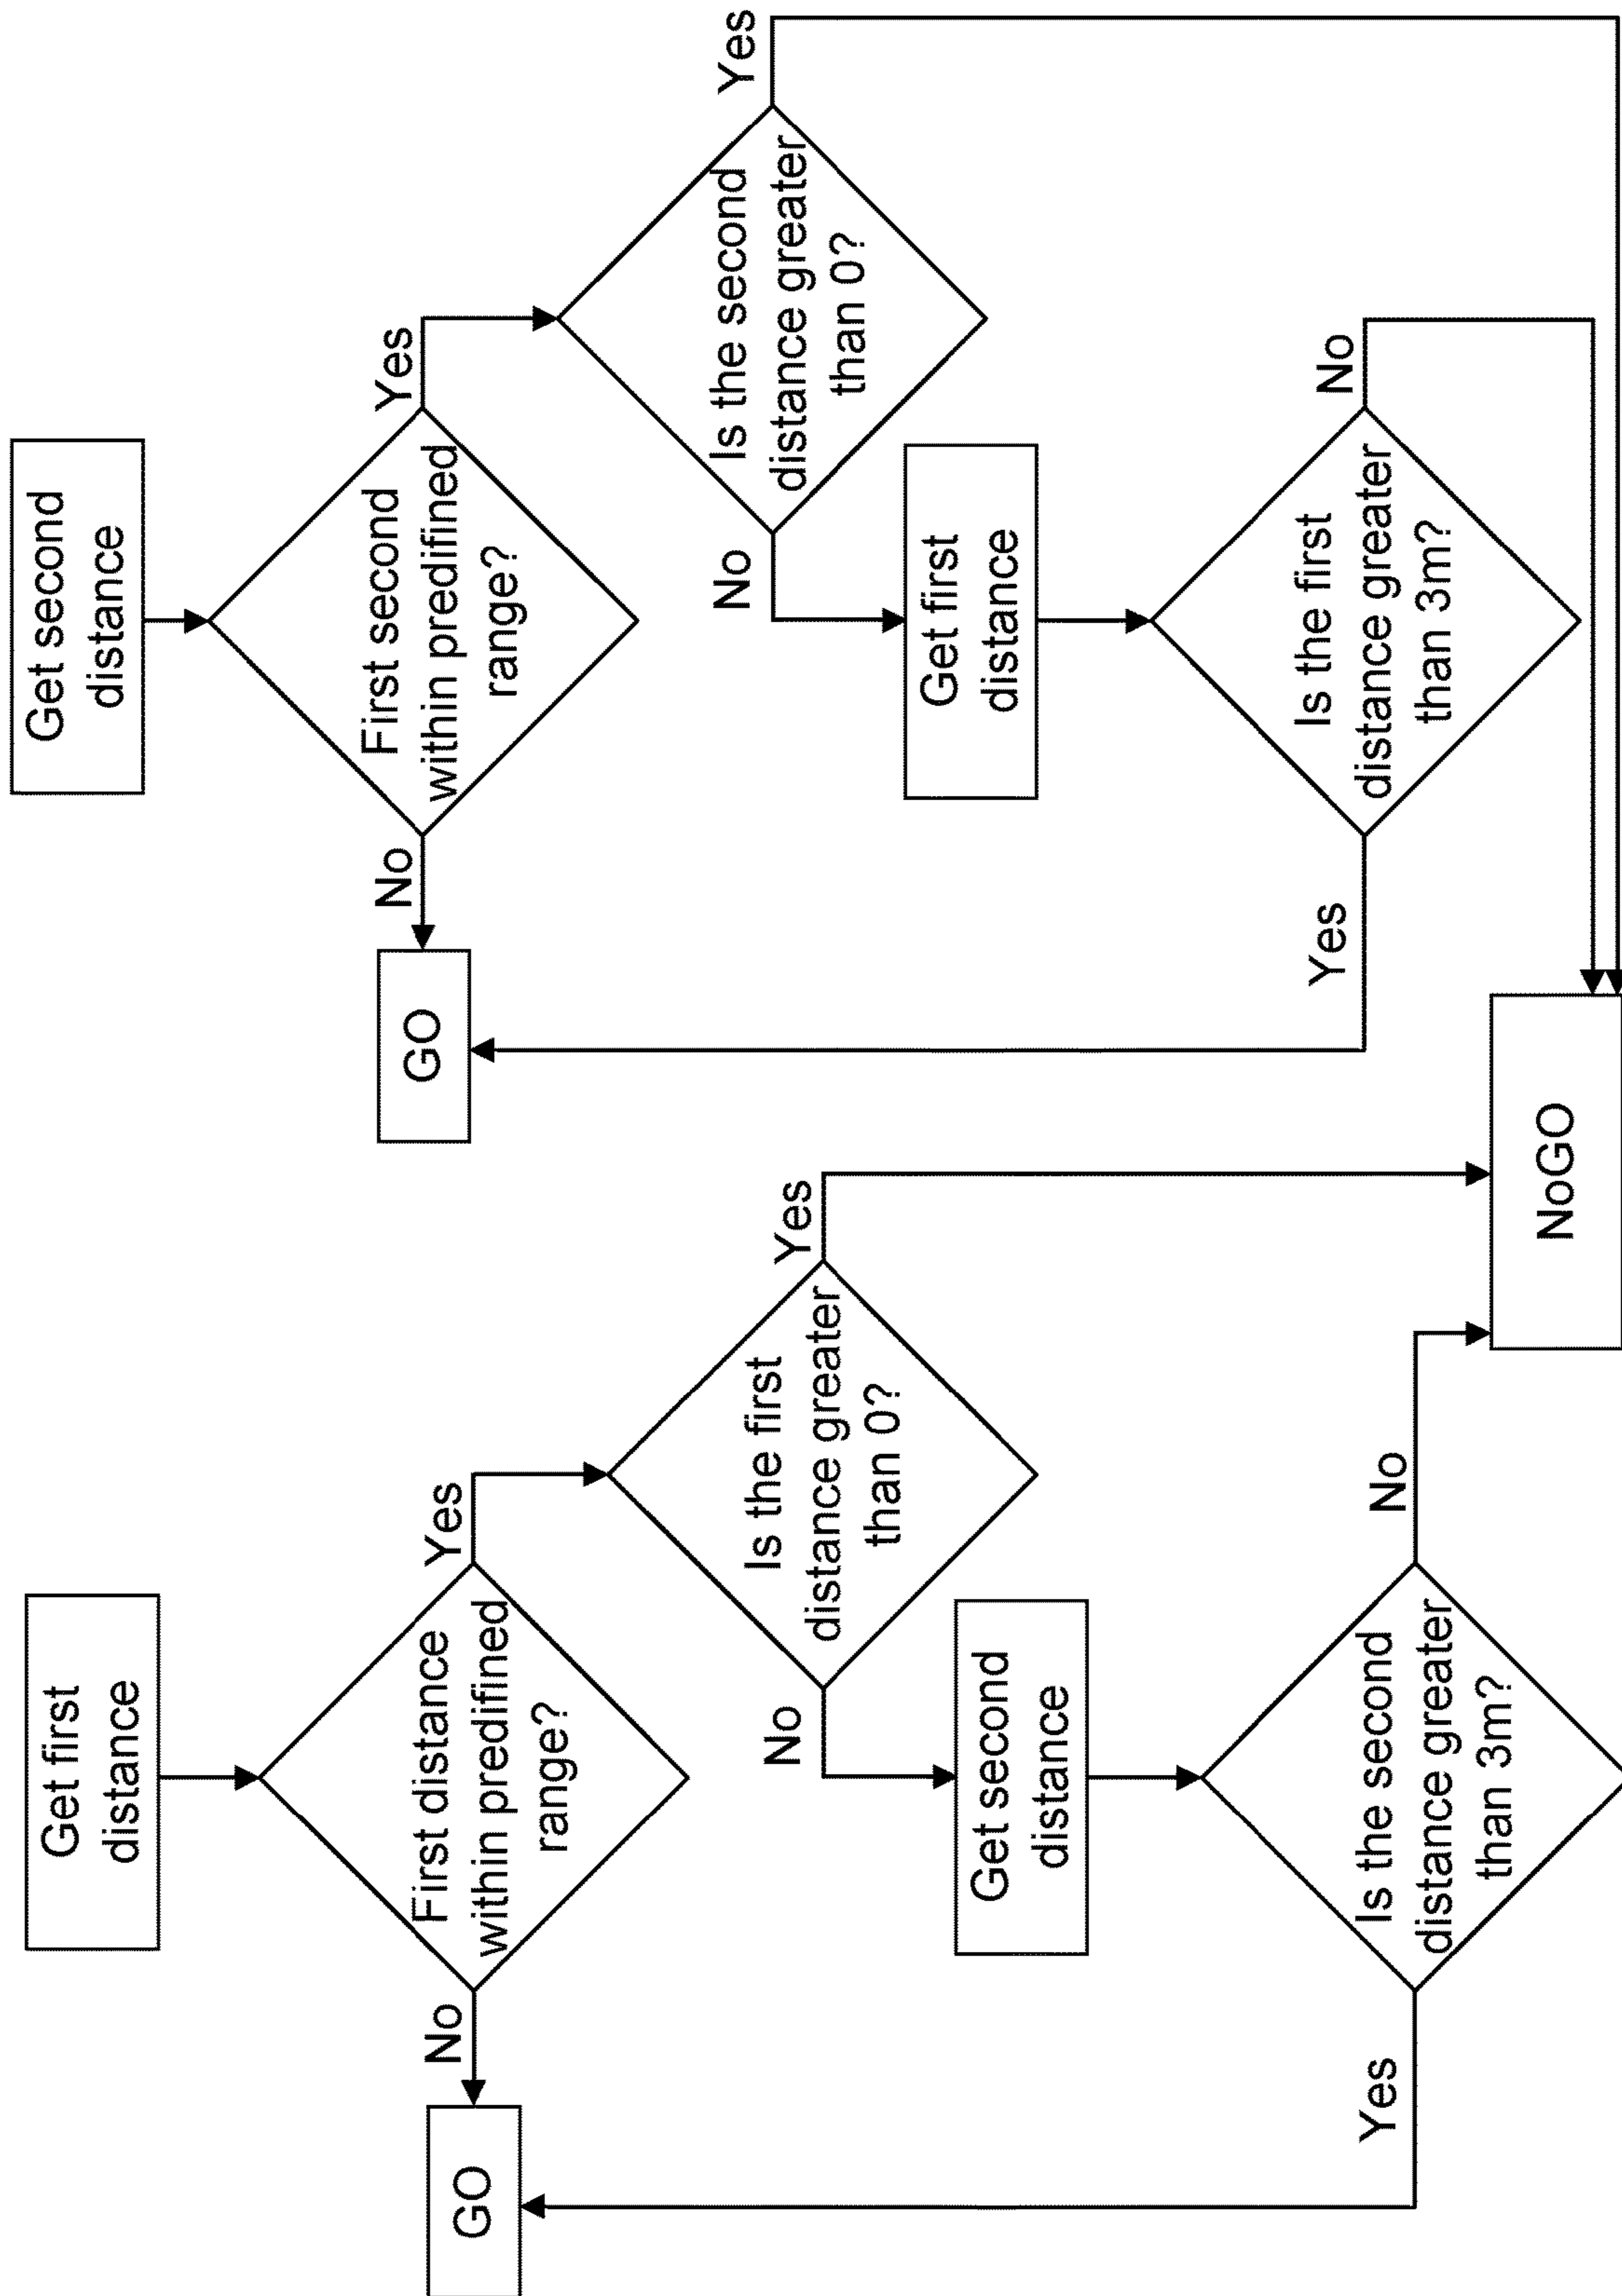 Get first
distance
First distance
within predifined
range?
No
Yes
GO
Is the first
distance greater
than 0?
No
Yes
Get second
distance
Is the second
distance greater
than 3m?
Yes
No
NoGO
Get second
distance
First second
within predifined
range?
No
Yes
GO
Is the second
distance greater
than 0?
No
Yes
Get first
distance
Is the first
distance greater
than 3m?
Yes
No